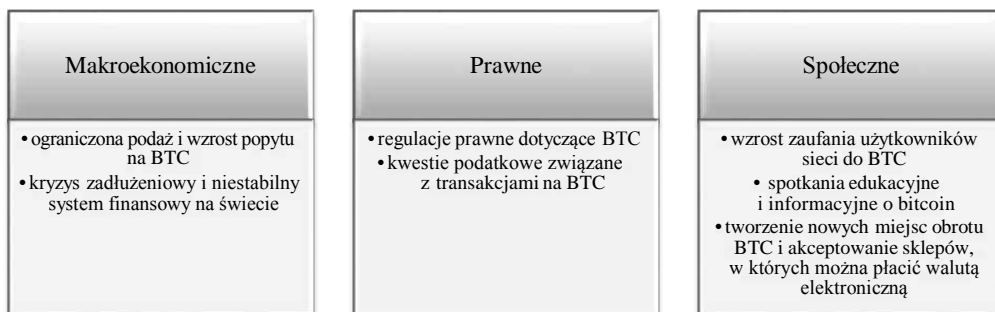 Makroekonomiczne
• ograniczona podaż i wzrost popytu
na BTC
• kryzys zadłużeniowy i niestabilny
system finansowy na świecie
Prawne
• regulacje prawne dotyczące BTC
• kwestie podatkowe związane
z transakcjami na BTC
Społeczne
• wzrost zaufania użytkowników
sieci do BTC
• spotkania edukacyjne
i informacyjne o bitcoin
• tworzenie nowych miejsc obrotu
BTC i akceptowanie sklepów,
w których można płacić walutą
elektroniczną